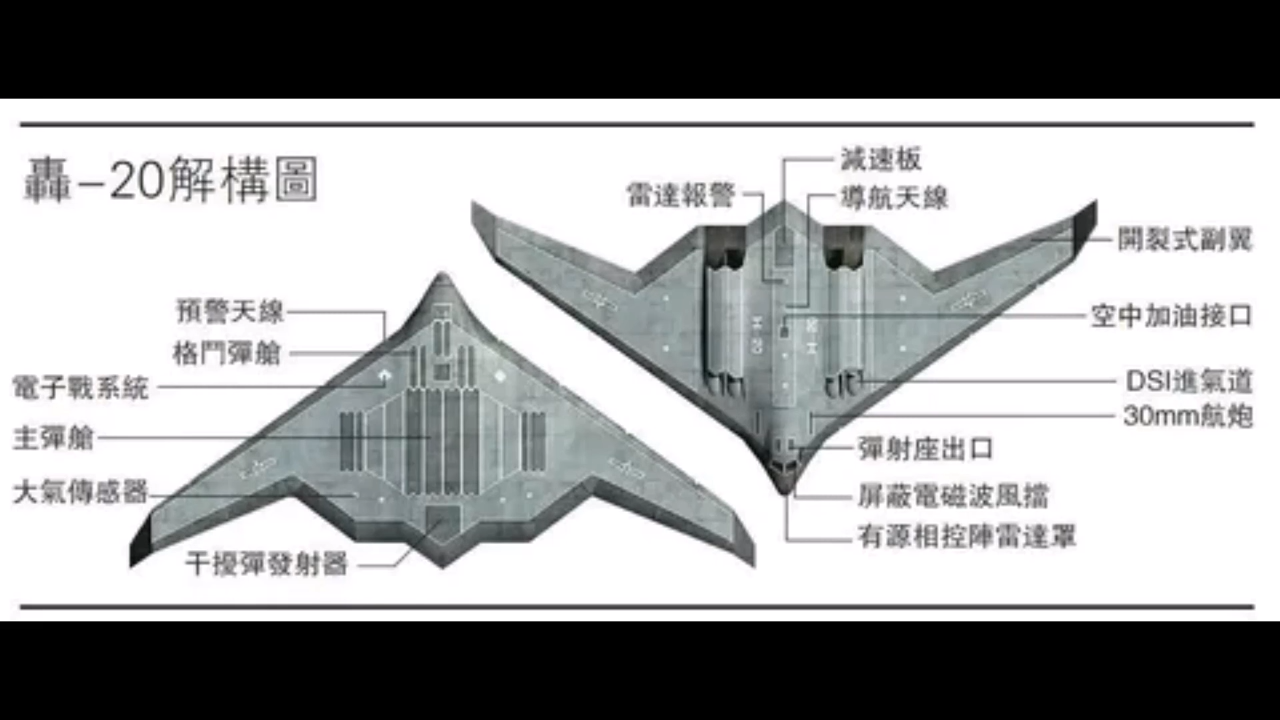 轟–20解構圖
預警天線
格鬥彈艙
電子戰系統
主彈艙
大氣傳感器
干擾彈發射器
減速板
雷達報警
導航天線
開裂式副翼
空中加油接口
DSI進氣道
30mm航炮
彈射座出口
屏蔽電磁波風擋
有源相控陣雷達罩
H-20
H-20